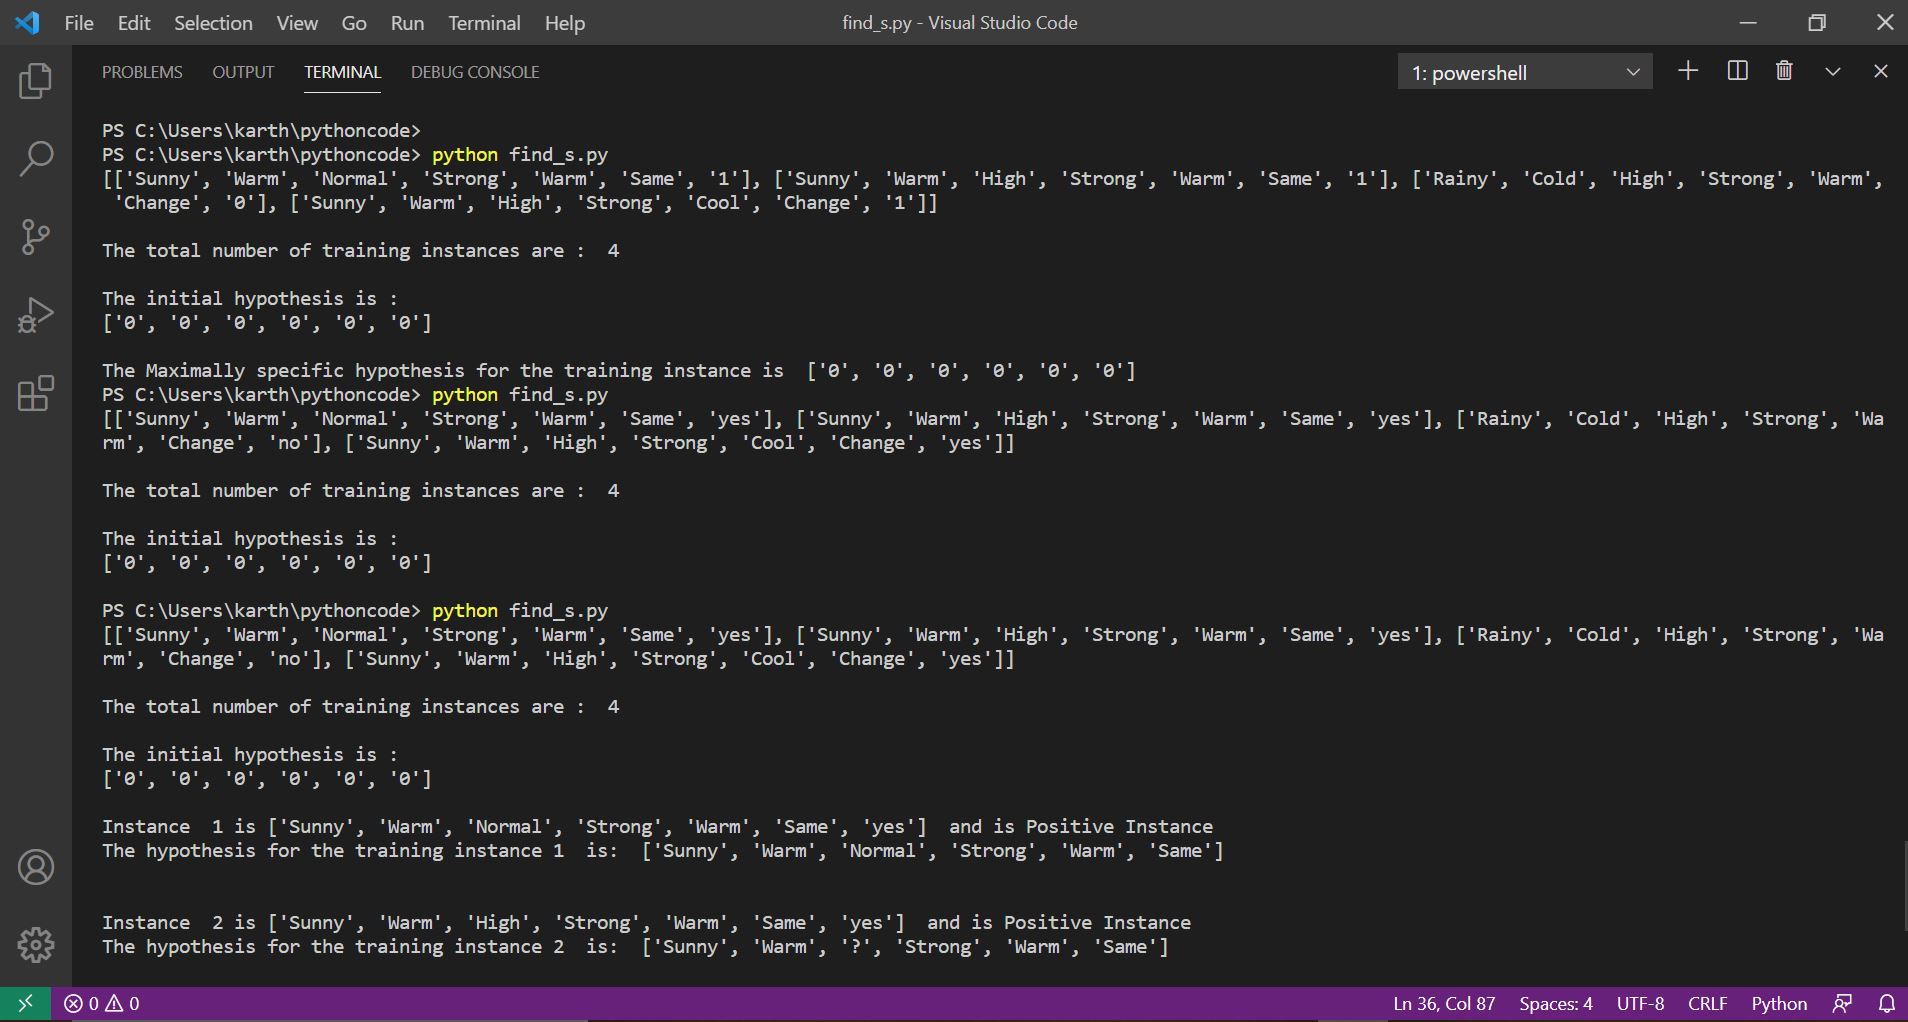 File Edit Selection View Go Run Terminal Help find_s.py - Visual Studio Code
PROBLEMS OUTPUT TERMINAL DEBUG CONSOLE 1: powershell
PS C:\Users\karth\pythoncode>
PS C:\Users\karth\pythoncode> python find_s.py
[['Sunny', 'Warm', 'Normal', 'Strong', 'Warm', 'Same', '1'], ['Sunny', 'Warm', 'High', 'Strong', 'Warm', 'Same', '1'], ['Rainy', 'Cold', 'High', 'Strong', 'Warm',
'Change', '0'], ['Sunny', 'Warm', 'High', 'Strong', 'Cool', 'Change', '1']]
The total number of training instances are :  4
The initial hypothesis is :
['0', '0', '0', '0', '0', '0']
The Maximally specific hypothesis for the training instance is  ['0', '0', '0', '0', '0', '0']
PS C:\Users\karth\pythoncode> python find_s.py
[['Sunny', 'Warm', 'Normal', 'Strong', 'Warm', 'Same', 'yes'], ['Sunny', 'Warm', 'High', 'Strong', 'Warm', 'Same', 'yes'], ['Rainy', 'Cold', 'High', 'Strong', 'Wa
rm', 'Change', 'no'], ['Sunny', 'Warm', 'High', 'Strong', 'Cool', 'Change', 'yes']]
The total number of training instances are :  4
The initial hypothesis is :
['0', '0', '0', '0', '0', '0']
PS C:\Users\karth\pythoncode> python find_s.py
[['Sunny', 'Warm', 'Normal', 'Strong', 'Warm', 'Same', 'yes'], ['Sunny', 'Warm', 'High', 'Strong', 'Warm', 'Same', 'yes'], ['Rainy', 'Cold', 'High', 'Strong', 'Wa
rm', 'Change', 'no'], ['Sunny', 'Warm', 'High', 'Strong', 'Cool', 'Change', 'yes']]
The total number of training instances are :  4
The initial hypothesis is :
['0', '0', '0', '0', '0', '0']
Instance  1 is ['Sunny', 'Warm', 'Normal', 'Strong', 'Warm', 'Same', 'yes']  and is Positive Instance
The hypothesis for the training instance 1  is:  ['Sunny', 'Warm', 'Normal', 'Strong', 'Warm', 'Same']
Instance  2 is ['Sunny', 'Warm', 'High', 'Strong', 'Warm', 'Same', 'yes']  and is Positive Instance
The hypothesis for the training instance 2  is:  ['Sunny', 'Warm', '?', 'Strong', 'Warm', 'Same']
0 0 Ln 36, Col 87 Spaces: 4 UTF-8 CRLF Python